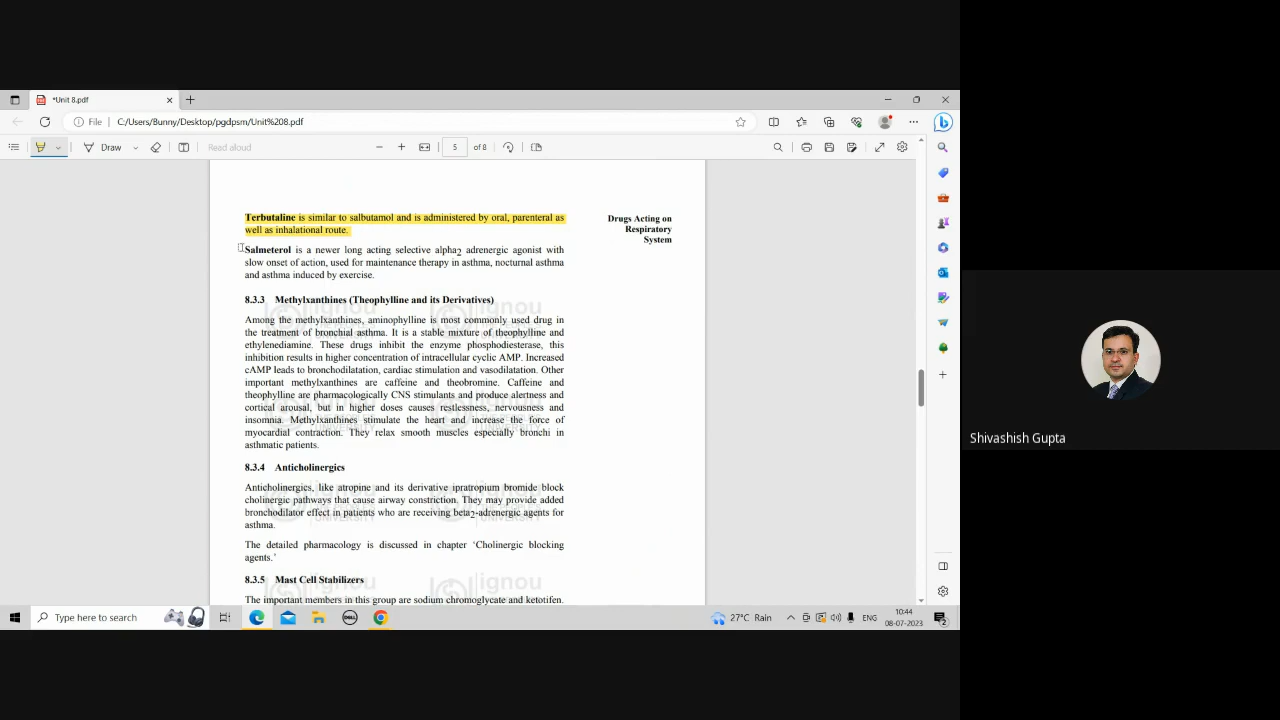 *Unit 8.pdf
File
C:/Users/Bunny/Desktop/pgdpsm/Unit%208.pdf
Draw
Read aloud
5
of 8
Terbutaline is similar to salbutamol and is administered by oral, parenteral as
well as inhalational route.
Drugs Acting on
Respiratory
System
Salmeterol is a newer long acting selective alpha2 adrenergic agonist with
slow onset of action, used for maintenance therapy in asthma, nocturnal asthma
and asthma induced by exercise.
8.3.3 Methylxanthines (Theophylline and its Derivatives)
Among the methylxanthines, aminophylline is most commonly used drug in
the treatment of bronchial asthma. It is a stable mixture of theophylline and
ethylenediamine. These drugs inhibit the enzyme phosphodiesterase, this
inhibition results in higher concentration of intracellular cyclic AMP. Increased
cAMP leads to bronchodilatation, cardiac stimulation and vasodilatation. Other
important methylxanthines are caffeine and theobromine. Caffeine and
theophylline are pharmacologically CNS stimulants and produce alertness and
cortical arousal, but in higher doses causes restlessness, nervousness and
insomnia. Methylxanthines stimulate the heart and increase the force of
myocardial contraction. They relax smooth muscles especially bronchi in
asthmatic patients.
8.3.4 Anticholinergics
Anticholinergics, like atropine and its derivative ipratropium bromide block
cholinergic pathways that cause airway constriction. They may provide added
bronchodilator effect in patients who are receiving beta2-adrenergic agents for
asthma.
The detailed pharmacology is discussed in chapter ‘Cholinergic blocking
agents.’
8.3.5 Mast Cell Stabilizers
The important members in this group are sodium chromoglycate and ketotifen.
Type here to search
DELL
27°C Rain
ENG
10:44
08-07-2023
2
Shivashish Gupta